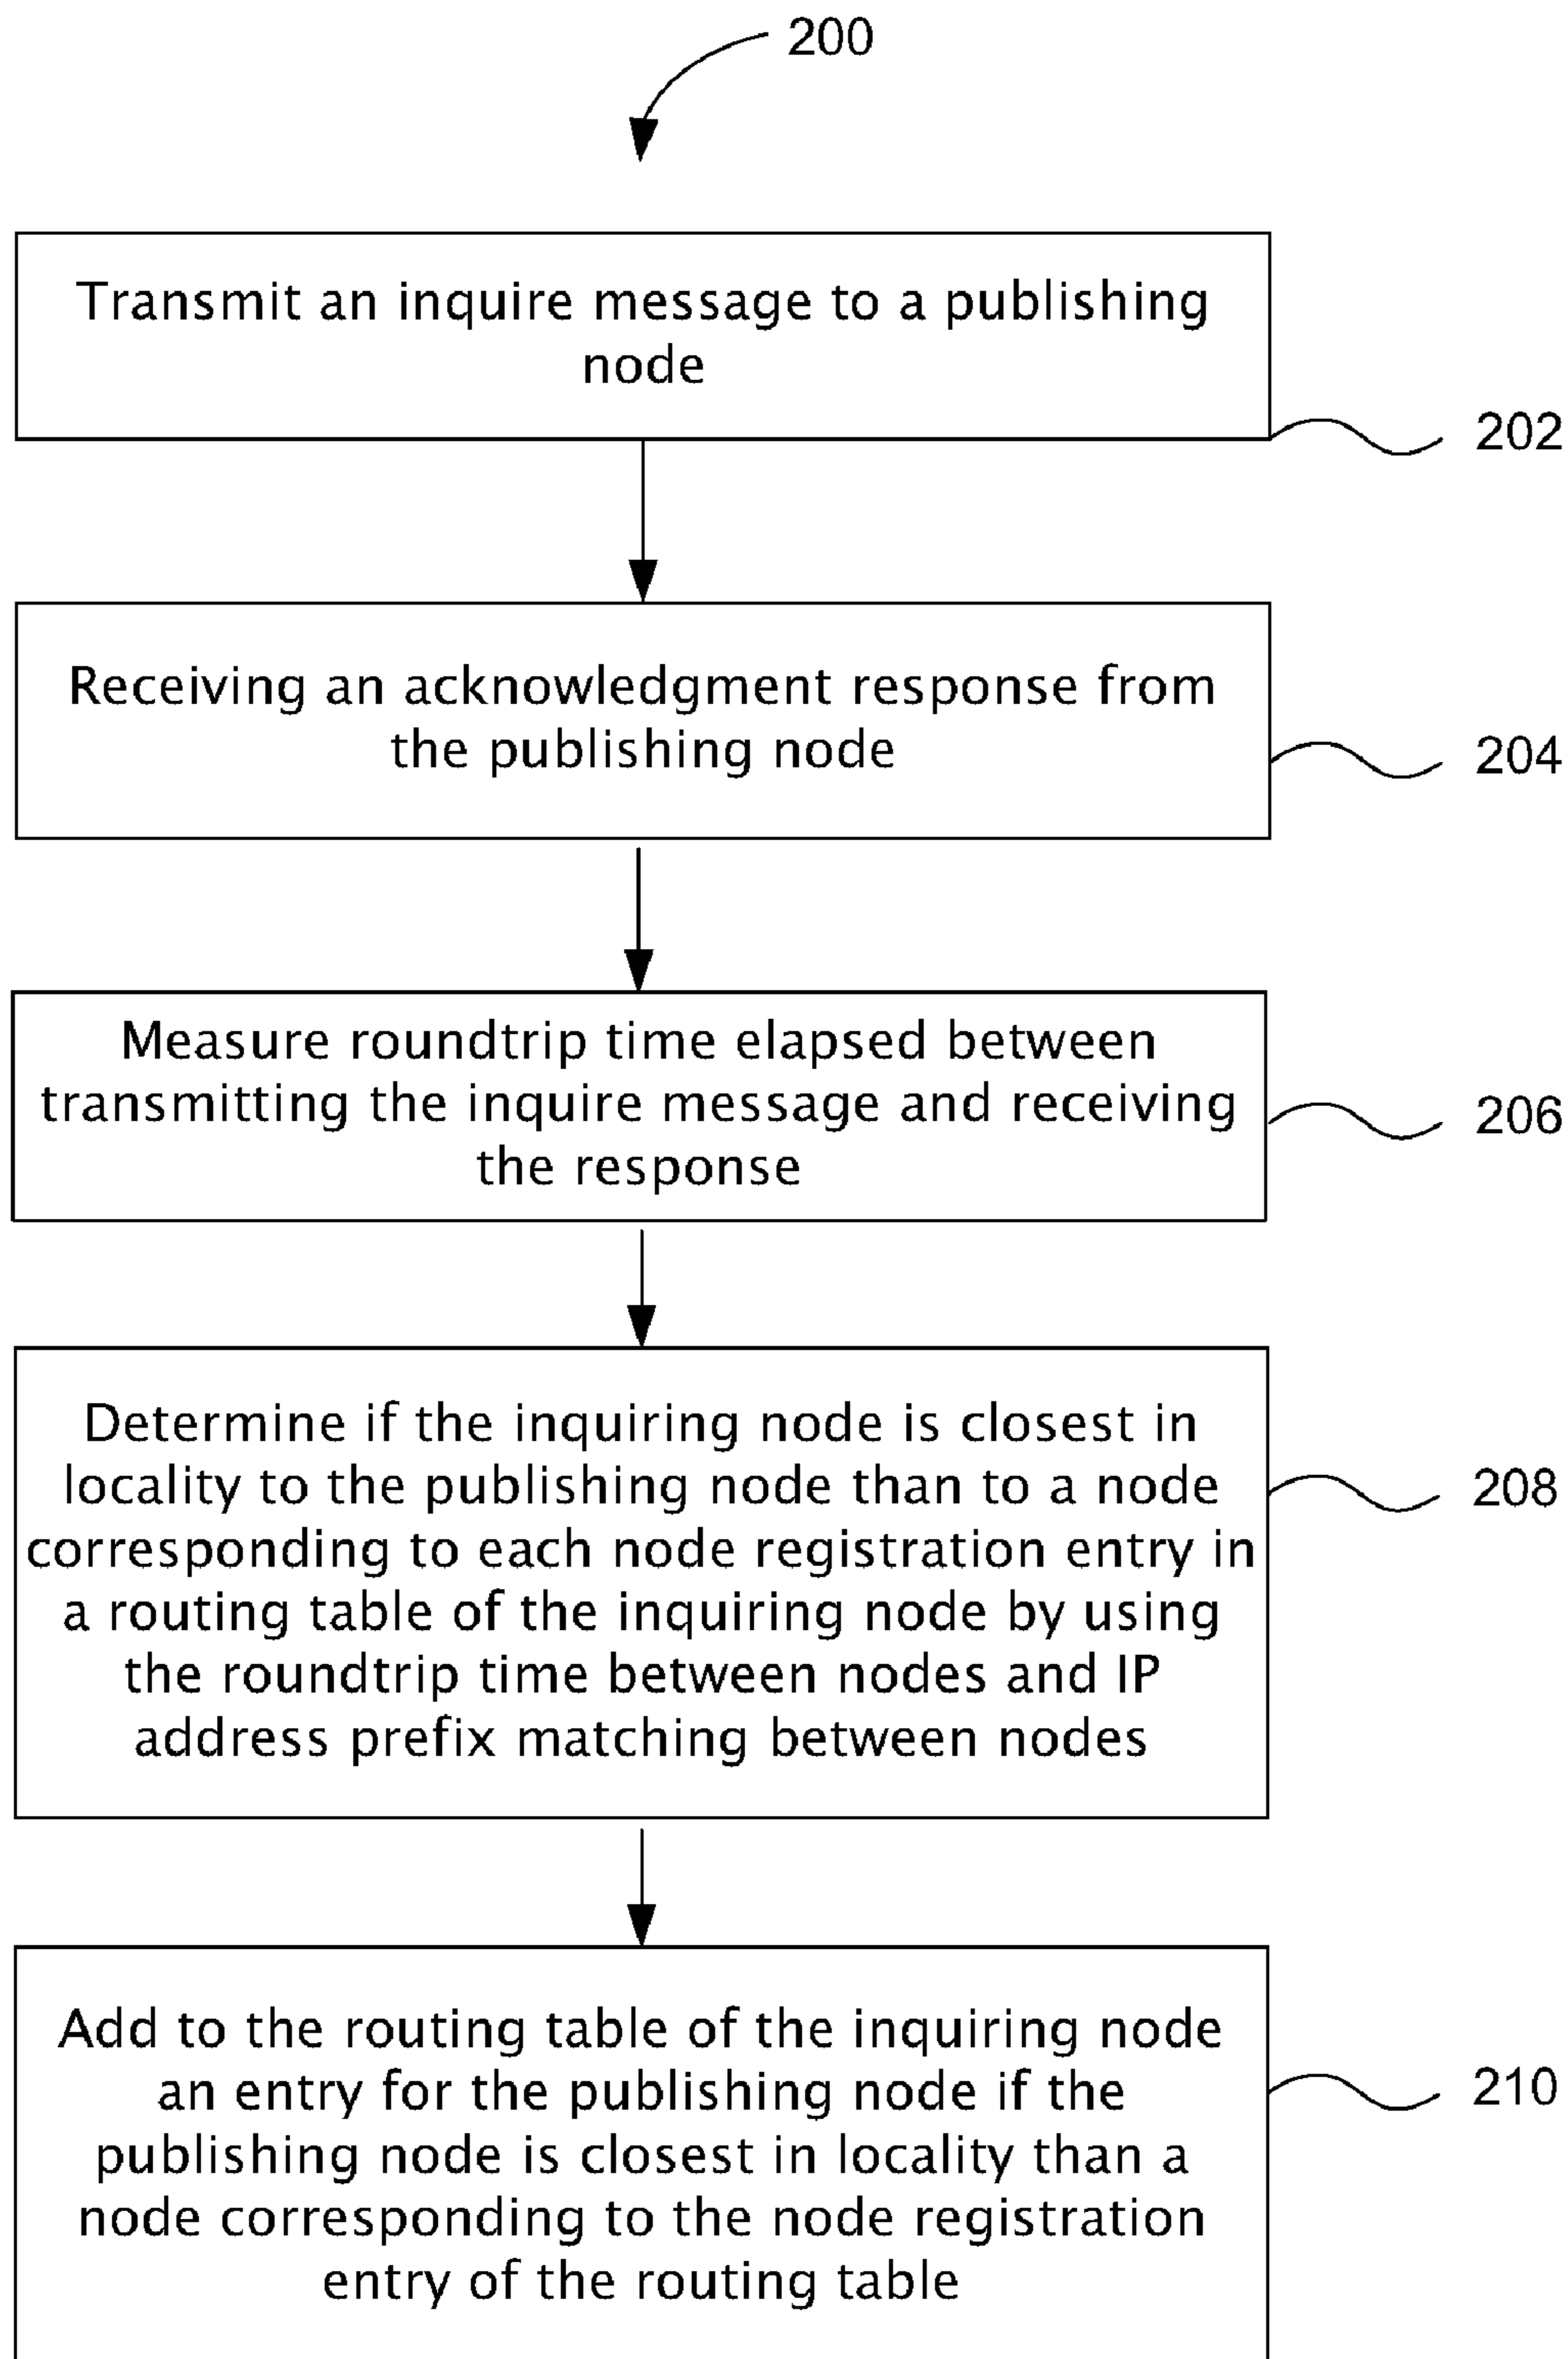 200
Transmit an inquire message to a publishing
node
202
Receiving an acknowledgment response from
the publishing node
204
Measure roundtrip time elapsed between
transmitting the inquire message and receiving
the response
206
Determine if the inquiring node is closest in
locality to the publishing node than to a node
corresponding to each node registration entry in
a routing table of the inquiring node by using
the roundtrip time between nodes and IP
address prefix matching between nodes
208
Add to the routing table of the inquiring node
an entry for the publishing node if the
publishing node is closest in locality than a
node corresponding to the node registration
entry of the routing table
210